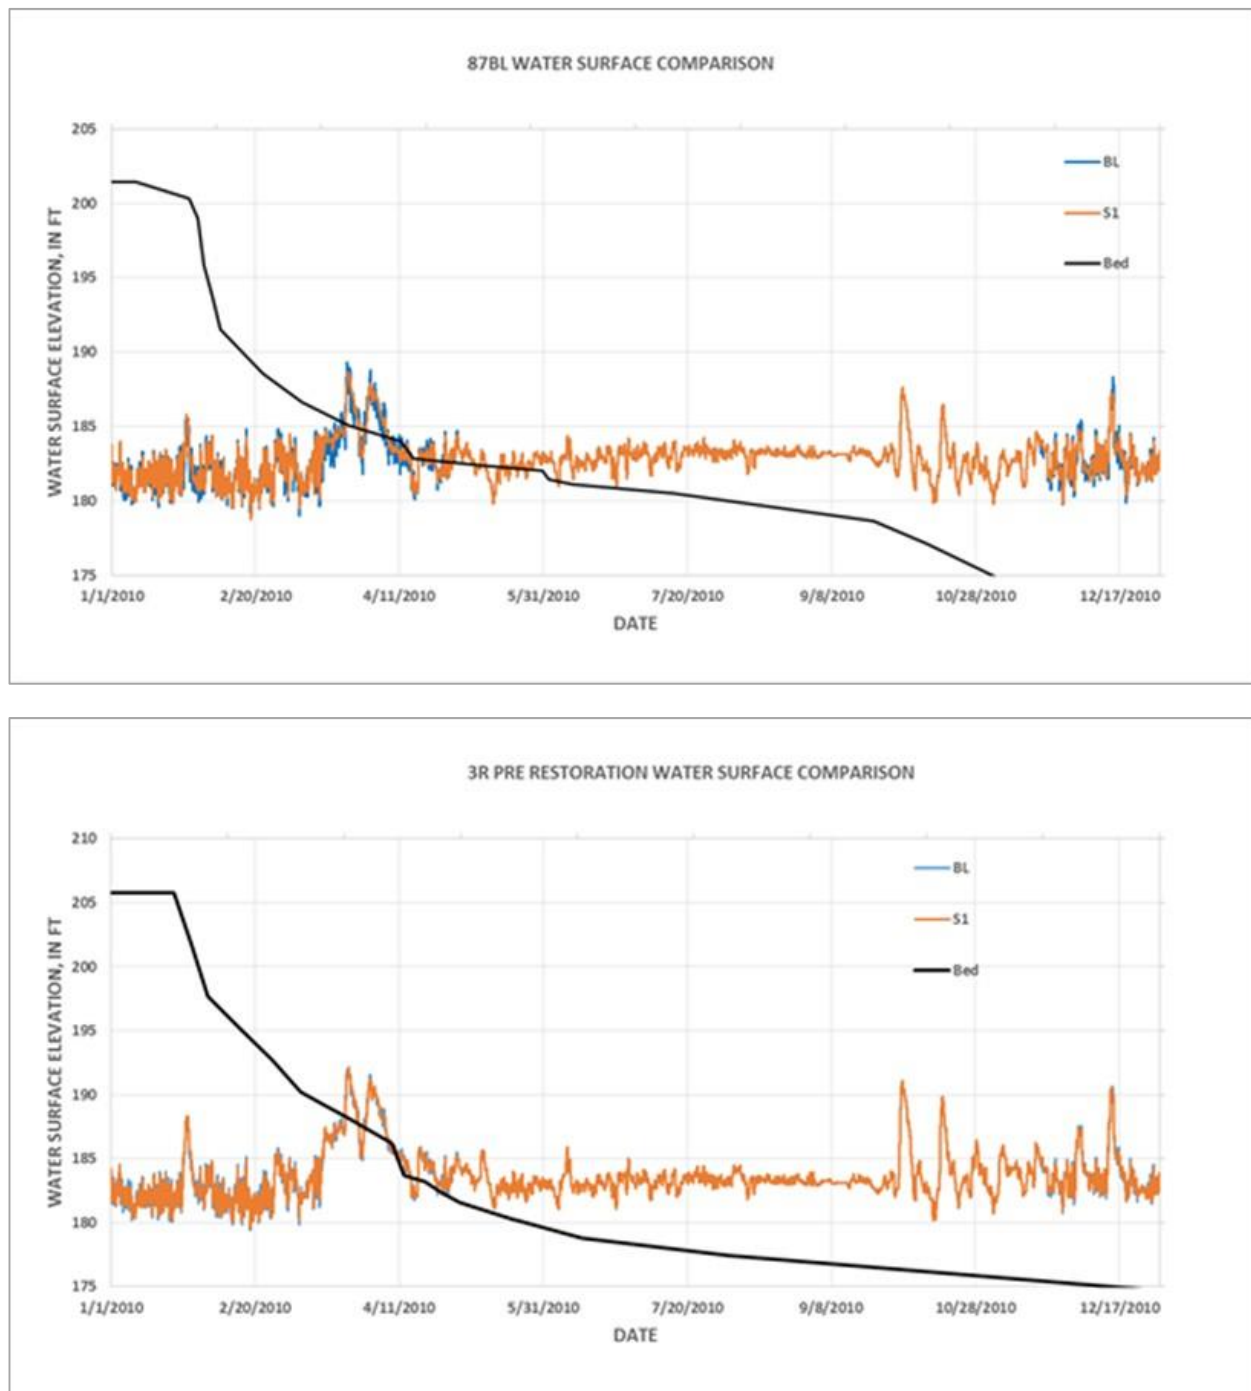 87BL WATER SURFACE COMPARISON
WATER SURFACE ELEVATION, IN FT
205
200
195
190
185
180
175
BL
S1
Bed
1/1/2010 2/20/2010 4/11/2010 5/31/2010 7/20/2010 9/8/2010 10/28/2010 12/17/2010
DATE
3R PRE RESTORATION WATER SURFACE COMPARISON
WATER SURFACE ELEVATION, IN FT
210
205
200
195
190
185
180
175
BL
S1
Bed
1/1/2010 2/20/2010 4/11/2010 5/31/2010 7/20/2010 9/8/2010 10/28/2010 12/17/2010
DATE